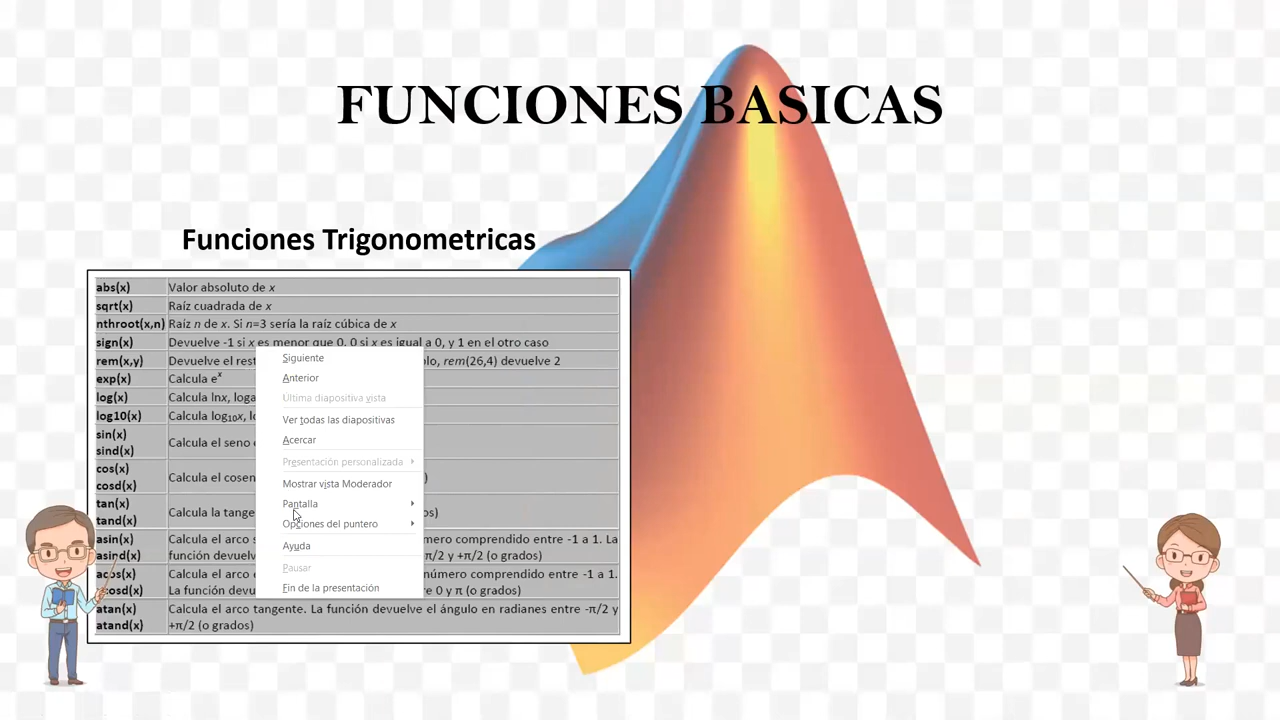 FUNCIONES BASICAS
Funciones Trigonometricas
abs(x) Valor absoluto de x
sqrt(x) Raíz cuadrada de x
nthroot(x,n) Raíz n de x. Si n=3 sería la raíz cúbica de x
sign(x) Devuelve -1 si x es menor que 0, 0 si x es igual a 0, y 1 en el otro caso
rem(x,y) Devuelve el rest olo, rem(26,4) devuelve 2
exp(x) Calcula eˣ
log(x) Calcula lnx, loga
log10(x) Calcula log₁₀x, lo
sin(x)
sind(x) Calcula el seno
cos(x)
cosd(x) Calcula el cosen )
tan(x)
tand(x) Calcula la tange os)
asin(x) Calcula el arco número comprendido entre -1 a 1. La
asind(x) función devuelv π/2 y +π/2 (o grados)
acos(x) Calcula el arco número comprendido entre -1 a 1.
cosd(x) La función devu re 0 y π (o grados)
atan(x) Calcula el arco tangente. La función devuelve el ángulo en radianes entre -π/2 y
atand(x) +π/2 (o grados)
Siguiente
Anterior
Última diapositiva vista
Ver todas las diapositivas
Acercar
Presentación personalizada
Mostrar vista Moderador
Pantalla
Opciones del puntero
Ayuda
Pausar
Fin de la presentación